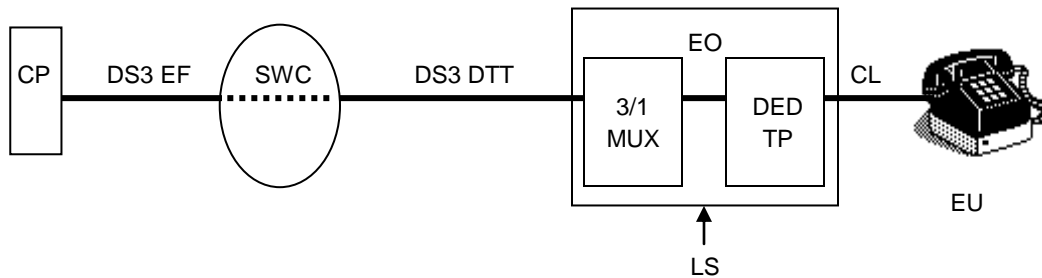 EO
CP
DS3 EF
SWC
DS3 DTT
CL
3/1
MUX
DED
TP
EU
LS